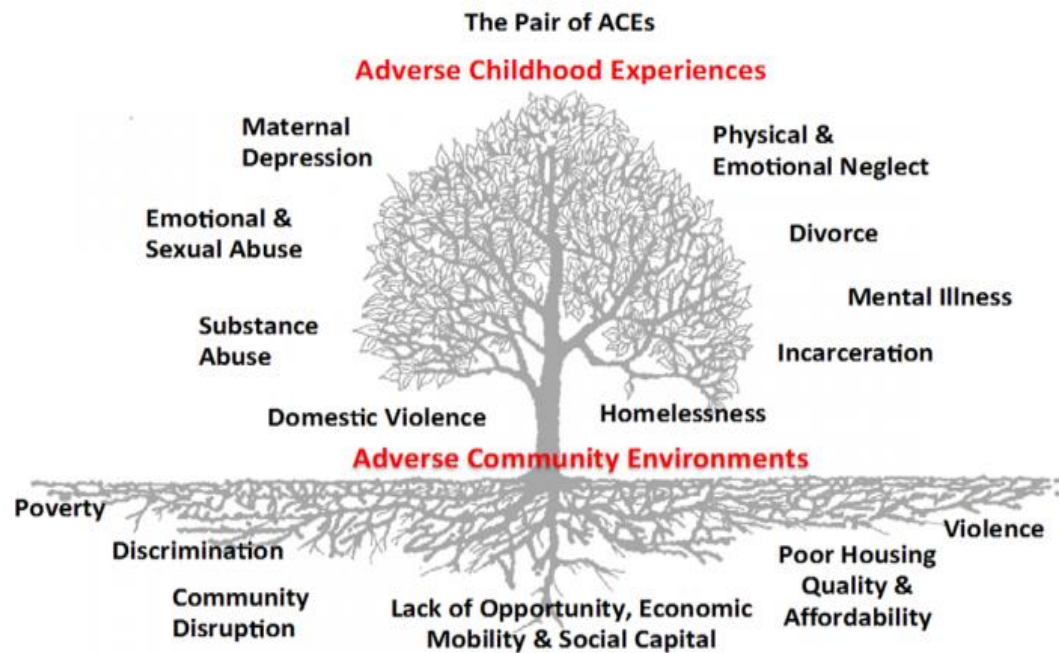 The Pair of ACEs
Adverse Childhood Experiences
Maternal
Depression
Physical &
Emotional Neglect
Emotional &
Sexual Abuse
Divorce
Mental Illness
Substance
Abuse
Incarceration
Domestic Violence
Homelessness
Adverse Community Environments
Poverty
Violence
Discrimination
Poor Housing
Quality &
Affordability
Community
Disruption
Lack of Opportunity, Economic
Mobility & Social Capital